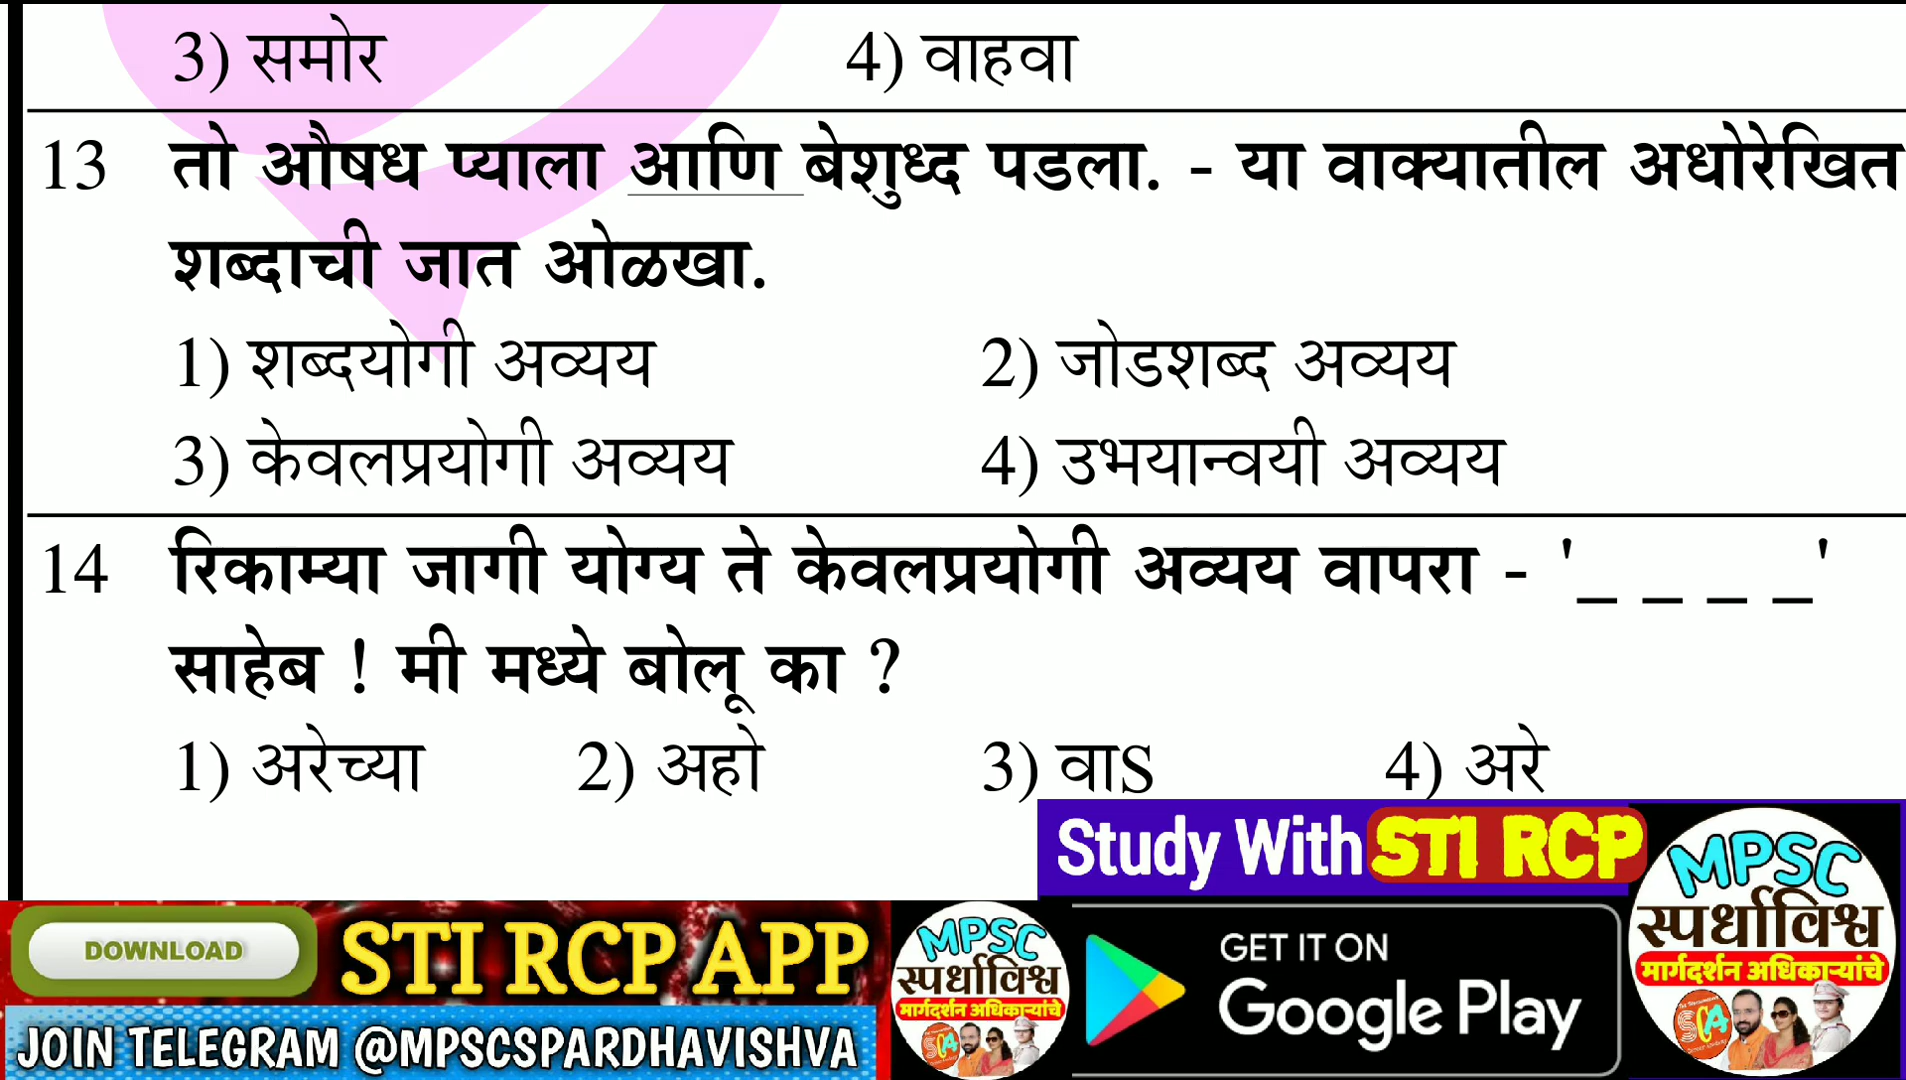 3) समोर 4) वाहवा
13 तो औषध प्याला आणि बेशुध्द पडला. - या वाक्यातील अधोरेखित
शब्दाची जात ओळखा.
1) शब्दयोगी अव्यय 2) जोडशब्द अव्यय
3) केवलप्रयोगी अव्यय 4) उभयान्वयी अव्यय
14 रिकाम्या जागी योग्य ते केवलप्रयोगी अव्यय वापरा - '_ _ _ _'
साहेब ! मी मध्ये बोलू का ?
1) अरेच्या 2) अहो 3) वाS 4) अरे
Study With STI RCP
MPSC
स्पर्धाविश्व
मार्गदर्शन अधिकाऱ्यांचे
DOWNLOAD STI RCP APP
JOIN TELEGRAM @MPSCSPARDHAVISHVA
MPSC
स्पर्धाविश्व
मार्गदर्शन अधिकाऱ्यांचे
GET IT ON
Google Play